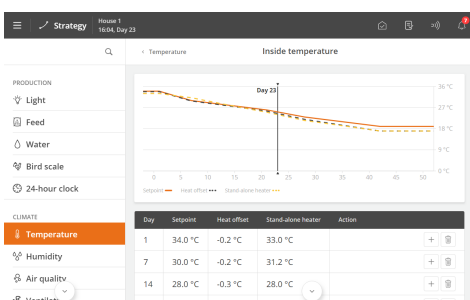 Strategy
House 1
16:04, Day 23
7
Temperature
Inside temperature
PRODUCTION
Light
Feed
Water
Bird scale
24-hour clock
CLIMATE
Temperature
Humidity
Air quality
Day 23
36 °C
27 °C
18 °C
9 °C
0 °C
0 5 10 15 20 25 30 35 40 45 50
Setpoint Heat offset Stand-alone heater
Day Setpoint Heat offset Stand-alone heater Action
1 34.0 °C -0.2 °C 33.0 °C
7 30.0 °C -0.2 °C 31.2 °C
14 28.0 °C -0.3 °C 28.0 °C